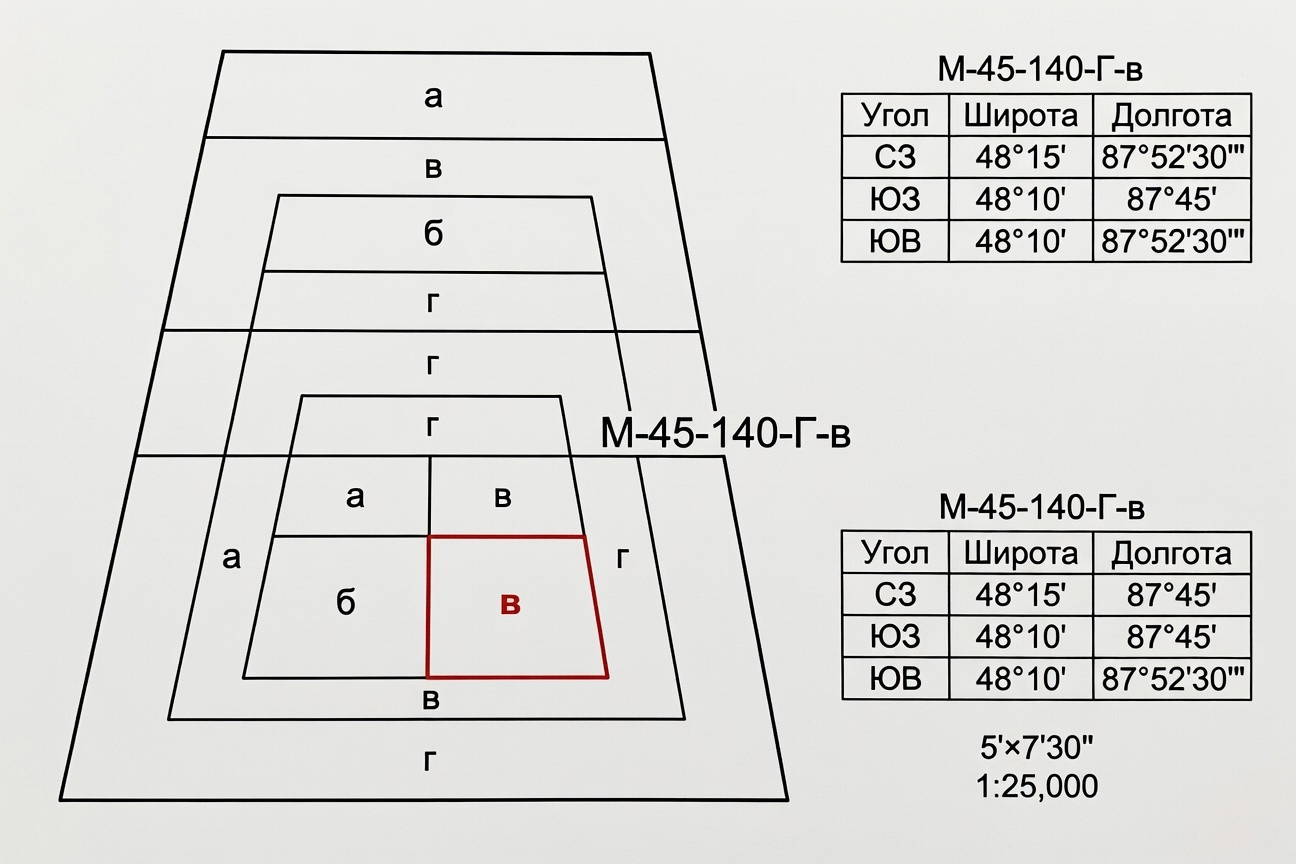 а
в
б
г
г
г
М-45-140-Г-в
а
в
а
г
б
в
в
г
М-45-140-Г-в
Угол Широта Долгота
СЗ 48°15' 87°52'30'"
ЮЗ 48°10' 87°45'
ЮВ 48°10' 87°52'30'"
М-45-140-Г-в
Угол Широта Долгота
СЗ 48°15' 87°45'
ЮЗ 48°10' 87°45'
ЮВ 48°10' 87°52'30'"
5'×7'30"
1:25,000